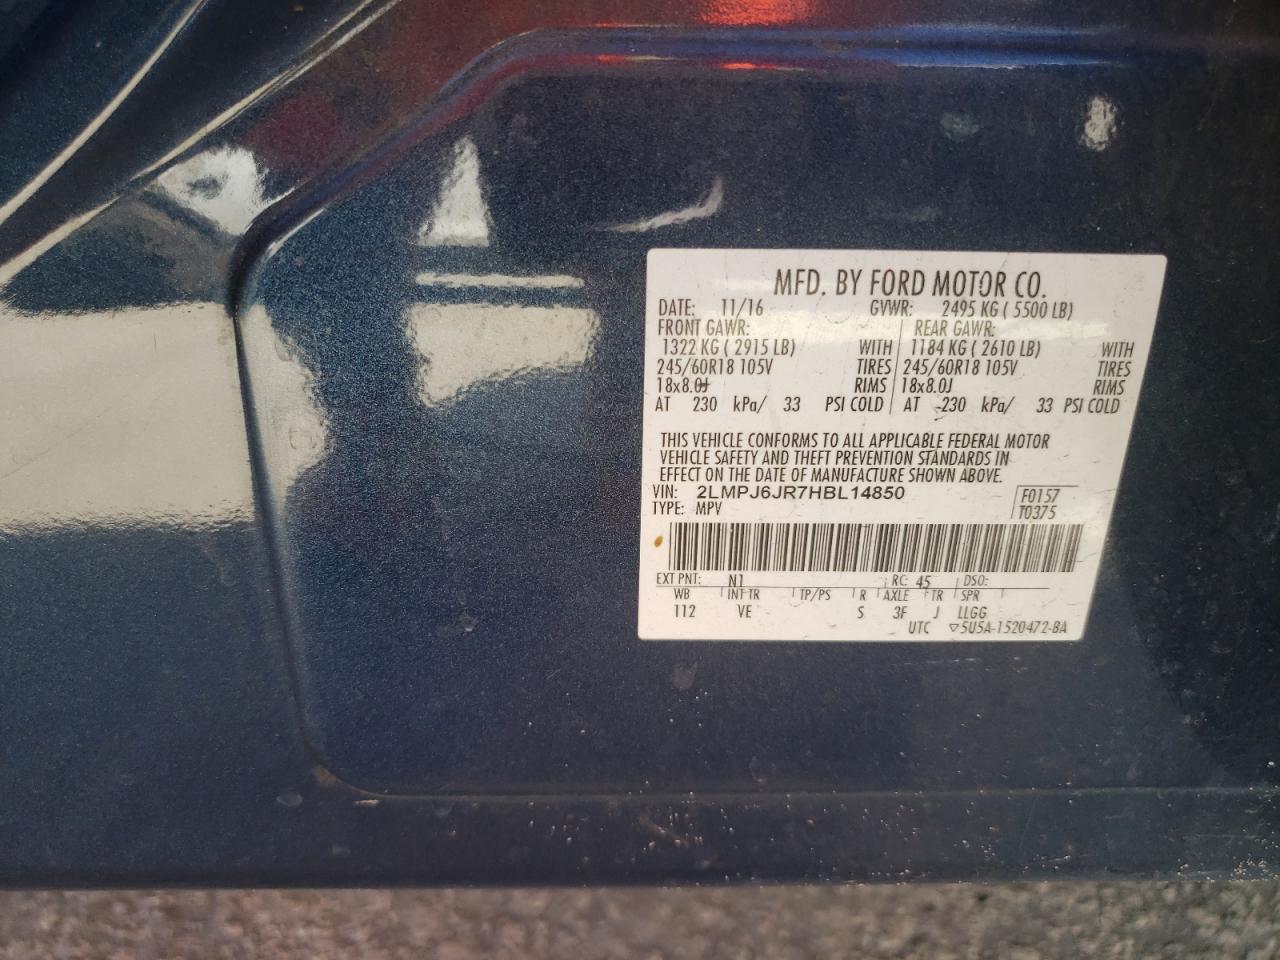 MFD. BY FORD MOTOR CO.
DATE: 11/16 GVWR: 2495 KG ( 5500 LB)
FRONT GAWR: REAR GAWR:
1322 KG ( 2915 LB) WITH 1184 KG ( 2610 LB) WITH
245/60R18 105V TIRES 245/60R18 105V TIRES
18x8.0J RIMS 18x8.0J RIMS
AT 230 kPa/ 33 PSI COLD AT 230 kPa/ 33 PSI COLD
THIS VEHICLE CONFORMS TO ALL APPLICABLE FEDERAL MOTOR
VEHICLE SAFETY AND THEFT PREVENTION STANDARDS IN
EFFECT ON THE DATE OF MANUFACTURE SHOWN ABOVE.
VIN: 2LMPJ6JR7HBL14850 F0157
TYPE: MPV T0375
EXT PNT: N1 RC: 45 DSO:
WB INT TR TP/PS R AXLE TR SPR
112 VE S 3F J LLGG
UTC ▽5U5A-1520472-BA